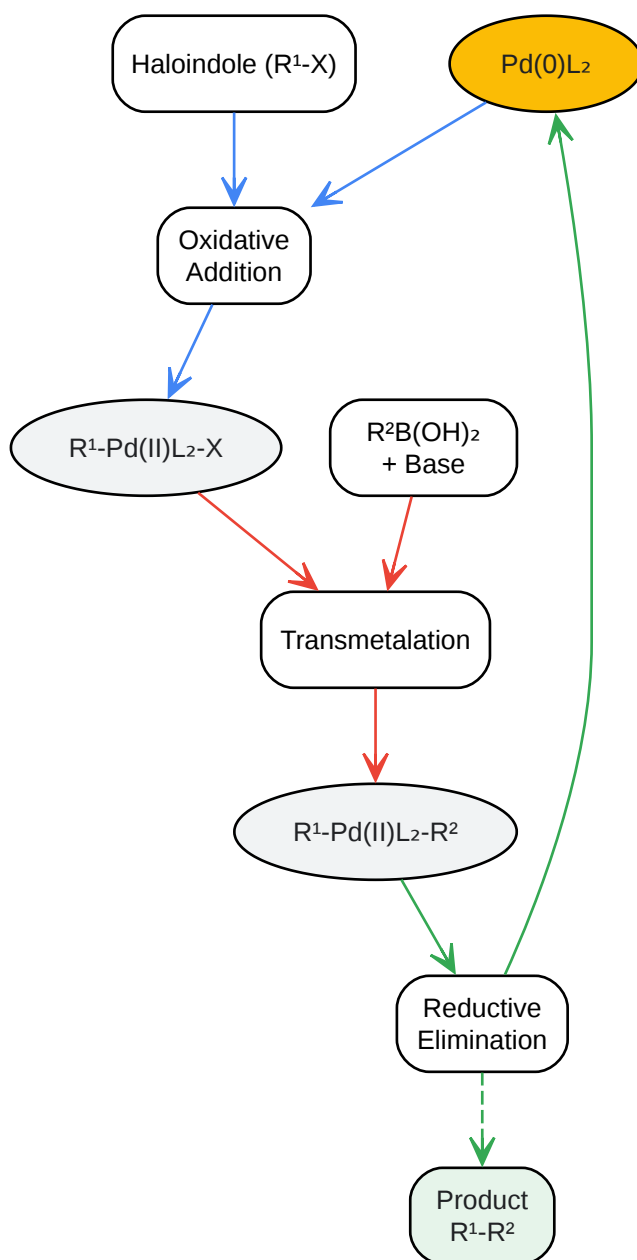 Haloindole (R¹-X)
Pd(0)L₂
Oxidative
Addition
R¹-Pd(II)L₂-X
R²B(OH)₂
+ Base
Transmetalation
R¹-Pd(II)L₂-R²
Reductive
Elimination
Product
R¹-R²